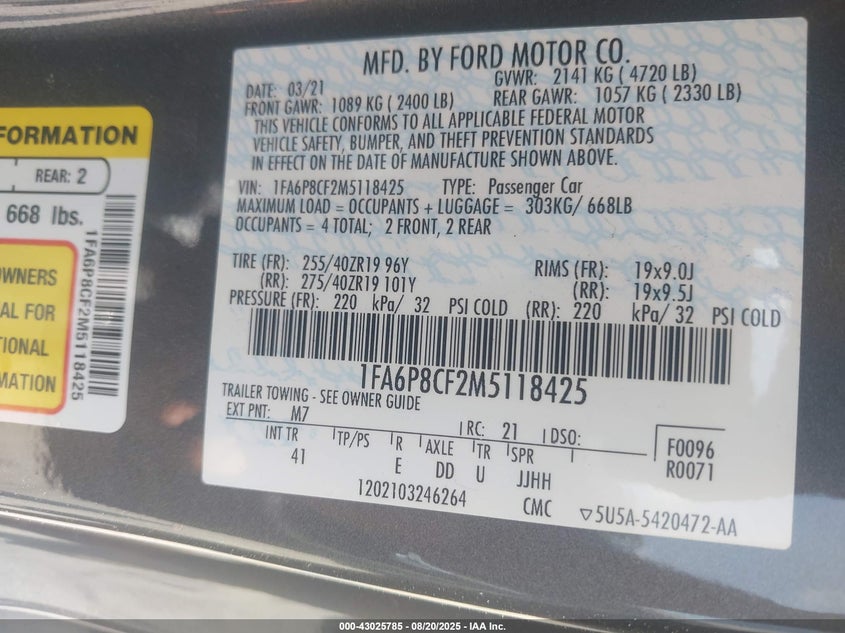 FORMATION
REAR: 2
668 lbs.
OWNERS
AL FOR
TIONAL
MATION
1FA6P8CF2M5118425
MFD. BY FORD MOTOR CO.
DATE: 03/21
GVWR: 2141 KG ( 4720 LB)
FRONT GAWR: 1089 KG ( 2400 LB)
REAR GAWR: 1057 KG ( 2330 LB)
THIS VEHICLE CONFORMS TO ALL APPLICABLE FEDERAL MOTOR
VEHICLE SAFETY, BUMPER, AND THEFT PREVENTION STANDARDS
IN EFFECT ON THE DATE OF MANUFACTURE SHOWN ABOVE.
VIN: 1FA6P8CF2M5118425 TYPE: Passenger Car
MAXIMUM LOAD = OCCUPANTS + LUGGAGE = 303KG/ 668LB
OCCUPANTS = 4 TOTAL; 2 FRONT, 2 REAR
TIRE (FR): 255/40ZR19 96Y RIMS (FR): 19x9.0J
(RR): 275/40ZR19 101Y (RR): 19x9.5J
PRESSURE (FR): 220 kPa/ 32 PSI COLD (RR): 220 kPa/ 32 PSI COLD
1FA6P8CF2M5118425
TRAILER TOWING - SEE OWNER GUIDE
EXT PNT: M7 RC: 21 DSO:
F0096
R0071
INT TR TP/PS R AXLE TR SPR
41 E DD U JJHH
1202103246264 CMC ▽5U5A-5420472-AA
000-43025785 - 08/20/2025 - IAA Inc.